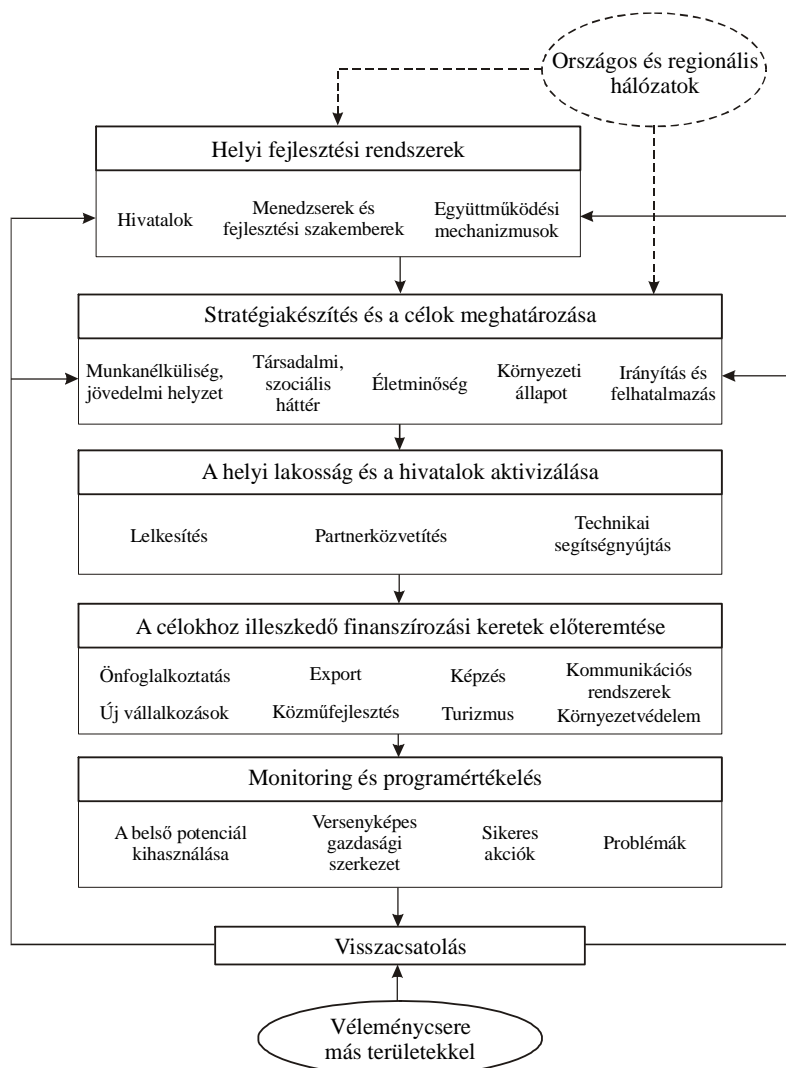 Országos és regionális
hálózatok
Helyi fejlesztési rendszerek
Hivatalok
Menedzserek és
fejlesztési szakemberek
Együttműködési
mechanizmusok
Stratégiakészítés és a célok meghatározása
Munkanélküliség,
jövedelmi helyzet
Társadalmi,
szociális
háttér
Életminőség
Környezeti
állapot
Irányítás és
felhatalmazás
A helyi lakosság és a hivatalok aktivizálása
Lelkesítés
Partnerközvetítés
Technikai
segítségnyújtás
A célokhoz illeszkedő finanszírozási keretek előteremtése
Önfoglalkoztatás
Export
Képzés
Kommunikációs
rendszerek
Új vállalkozások
Közműfejlesztés
Turizmus
Környezetvédelem
Monitoring és programértékelés
A belső potenciál
kihasználása
Versenyképes
gazdasági
szerkezet
Sikeres
akciók
Problémák
Visszacsatolás
Véleménycsere
más területekkel